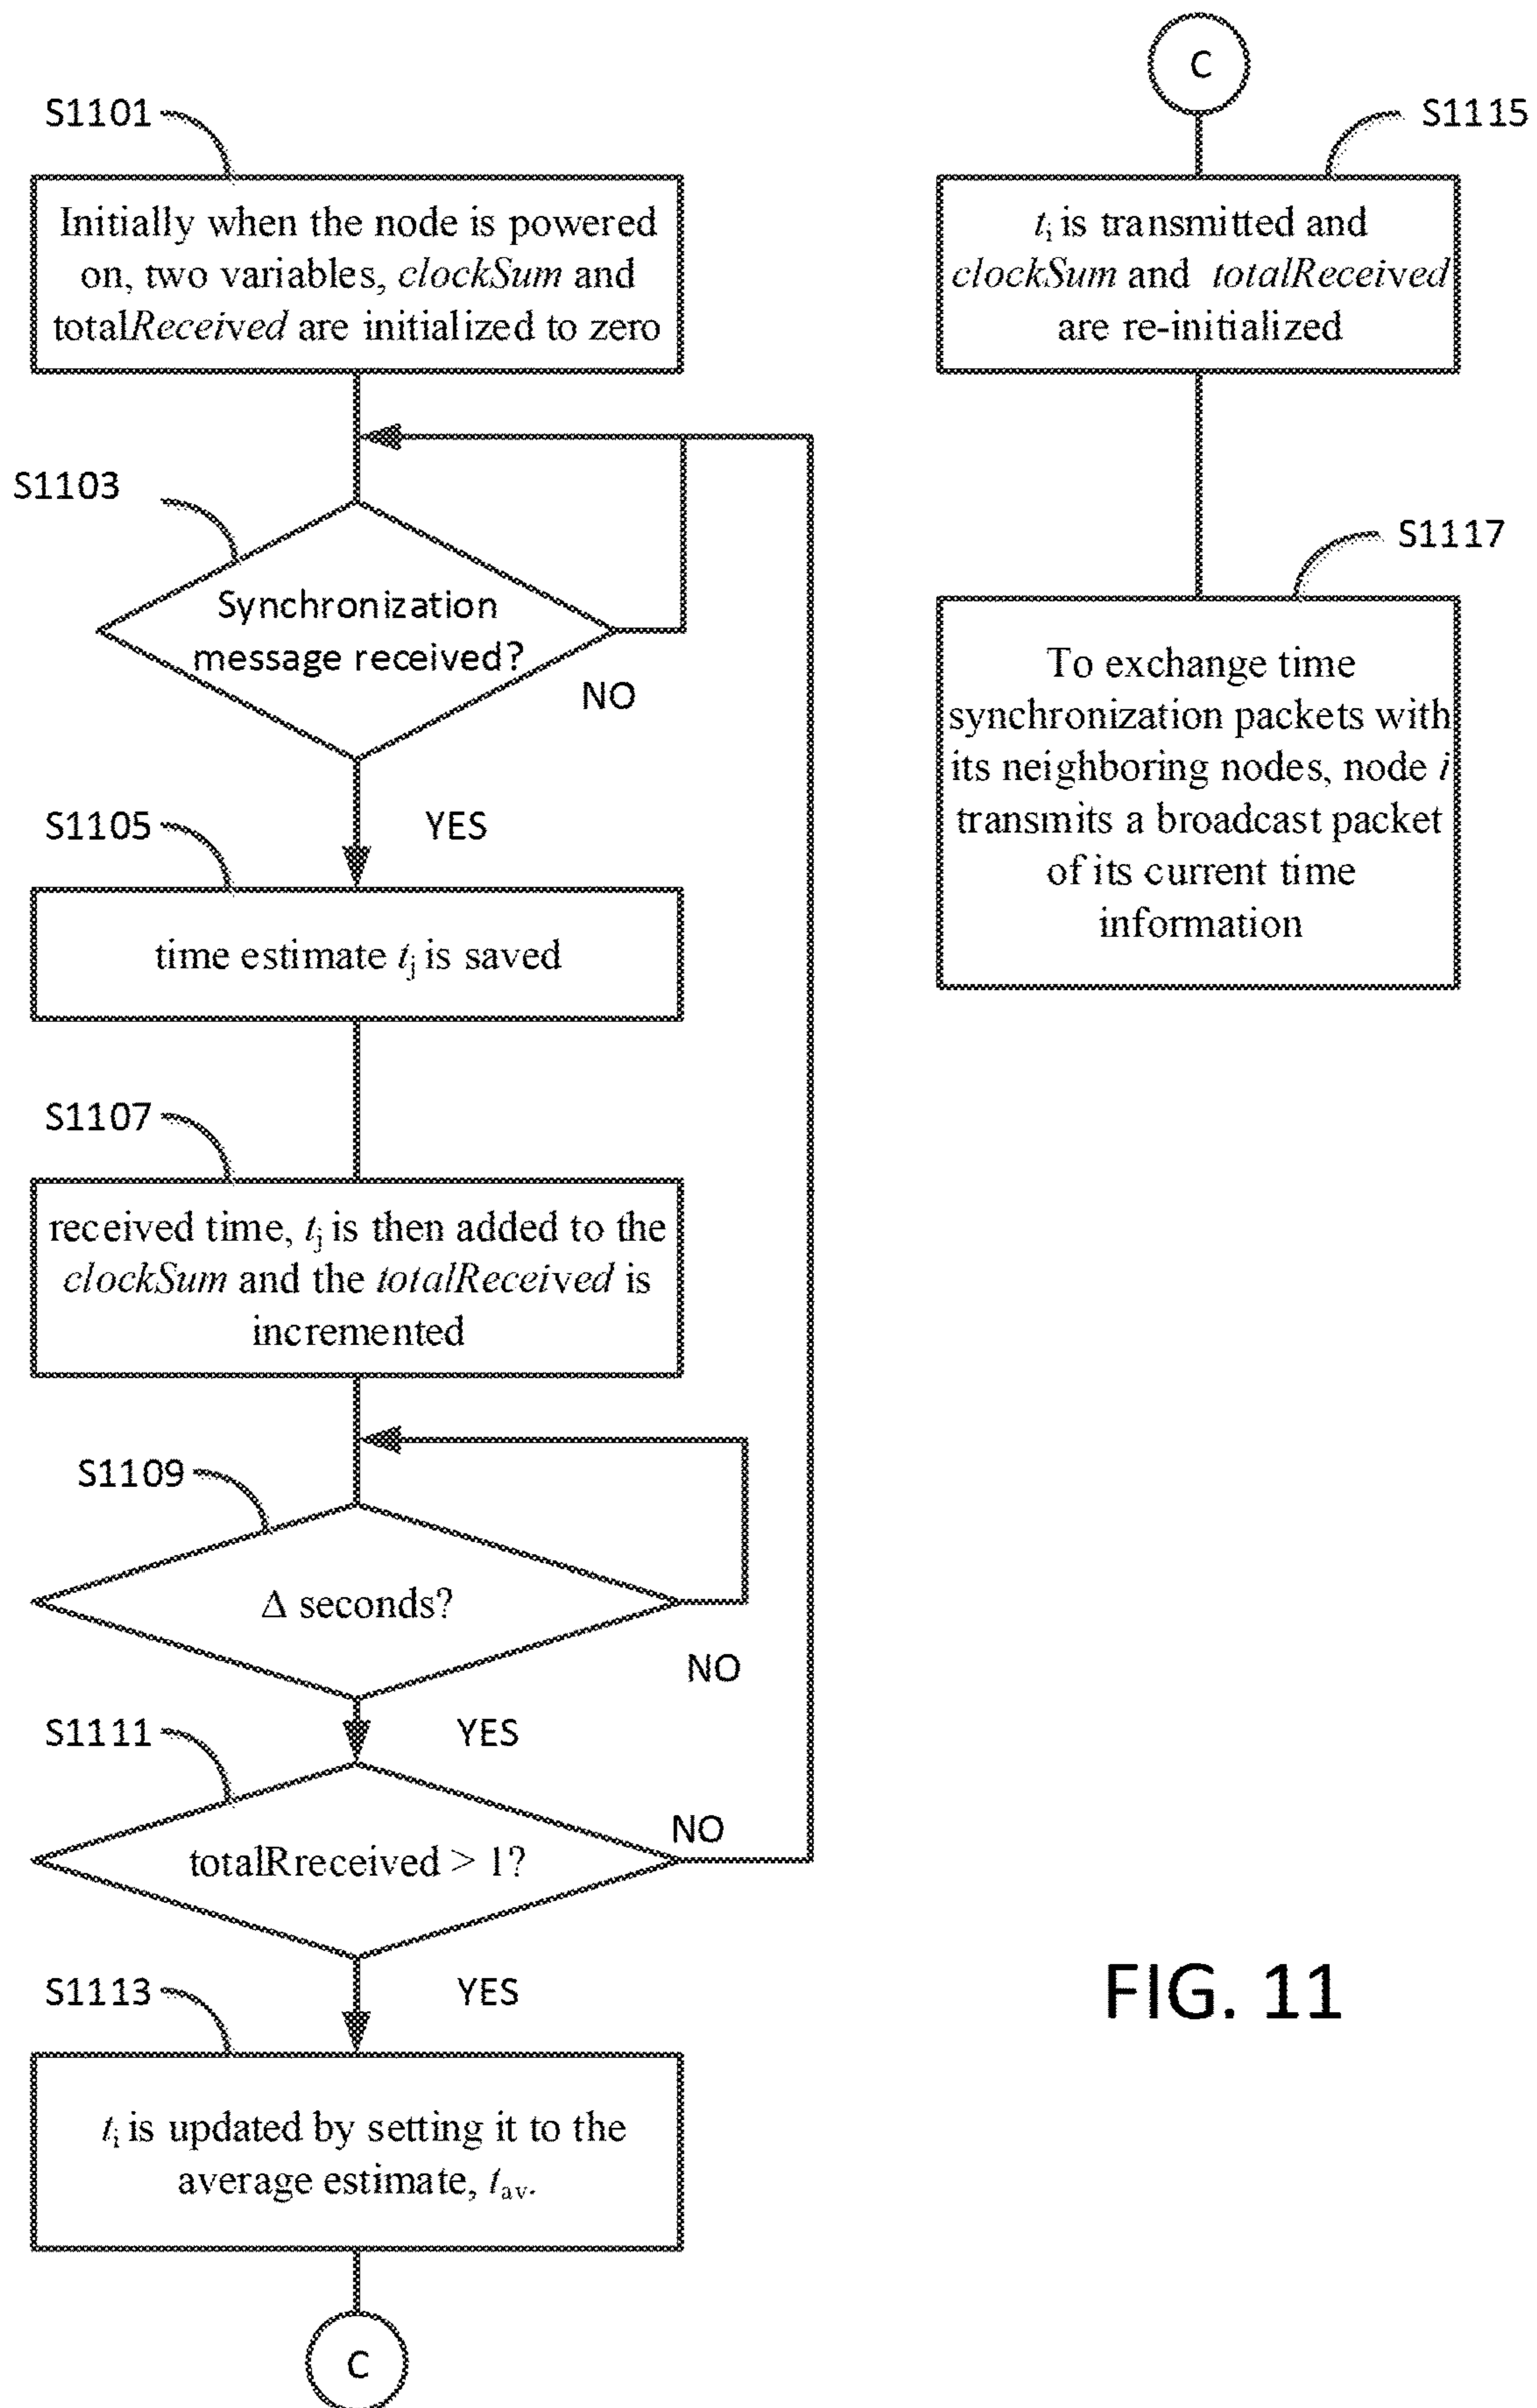 S1101
Initially when the node is powered
on, two variables, clockSum and
totalReceived are initialized to zero
S1103
Synchronization
message received?
NO
YES
S1105
time estimate tj is saved
S1107
received time, tj is then added to the
clockSum and the totalReceived is
incremented
S1109
Δ seconds?
NO
YES
S1111
totalRreceived > 1?
NO
YES
S1113
ti is updated by setting it to the
average estimate, tav.
C
C
S1115
ti is transmitted and
clockSum and totalReceived
are re-initialized
S1117
To exchange time
synchronization packets with
its neighboring nodes, node i
transmits a broadcast packet
of its current time
information
FIG. 11